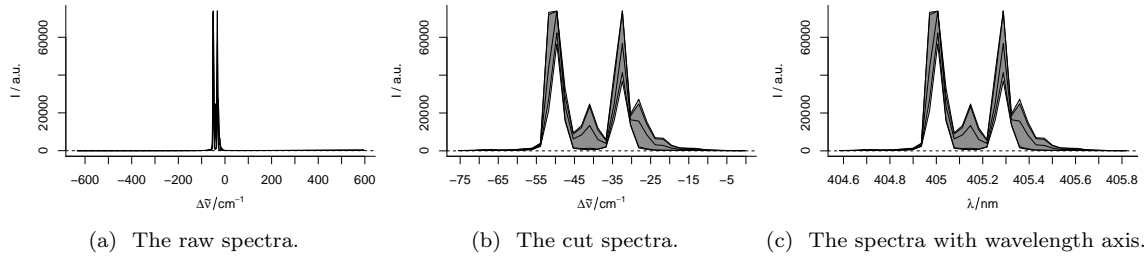 I / a.u.
0 20000 60000
−600 −400 −200 0 200 400 600
Δν̃/cm⁻¹
(a) The raw spectra.
I / a.u.
0 20000 60000
−75 −65 −55 −45 −35 −25 −15 −5
Δν̃/cm⁻¹
(b) The cut spectra.
I / a.u.
0 20000 60000
404.6 404.8 405 405.2 405.4 405.6 405.8
λ/nm
(c) The spectra with wavelength axis.